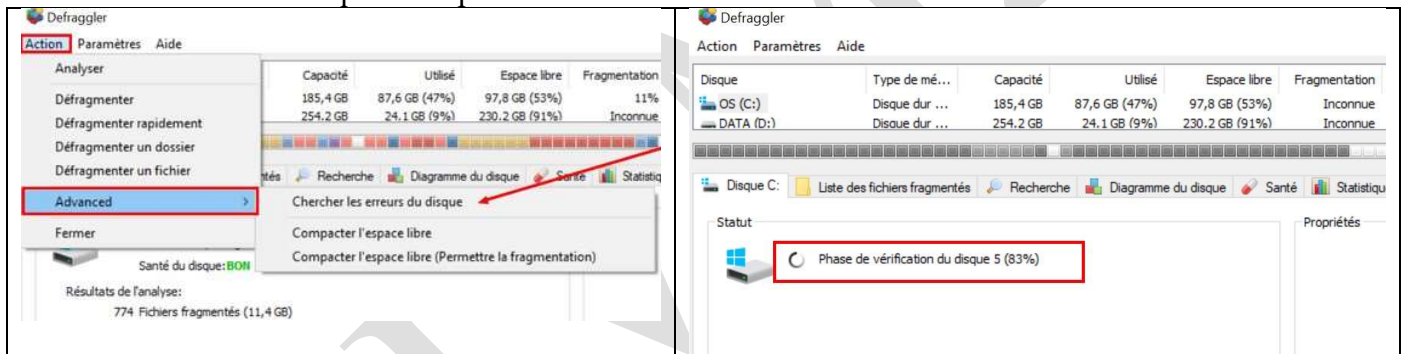 Defraggler
Action Paramètres Aide
Analyser
Défragmenter
Défragmenter rapidement
Défragmenter un dossier
Défragmenter un fichier
Advanced >
Fermer
Capacité Utilisé Espace libre Fragmentation
185,4 GB 87,6 GB (47%) 97,8 GB (53%) 11%
254.2 GB 24.1 GB (9%) 230.2 GB (91%) Inconnue
ntés Recherche Diagramme du disque Santé Statistiq
Chercher les erreurs du disque
Compacter l'espace libre
Compacter l'espace libre (Permettre la fragmentation)
Santé du disque: BON
Résultats de l'analyse:
774 Fichiers fragmentés (11,4 GB)
Defraggler
Action Paramètres Aide
Disque Type de mé... Capacité Utilisé Espace libre Fragmentation
OS (C:) Disque dur ... 185,4 GB 87,6 GB (47%) 97,8 GB (53%) Inconnue
DATA (D:) Disque dur ... 254.2 GB 24.1 GB (9%) 230.2 GB (91%) Inconnue
Disque C: Liste des fichiers fragmentés Recherche Diagramme du disque Santé Statistiqu
Statut
Propriétés
Phase de vérification du disque 5 (83%)